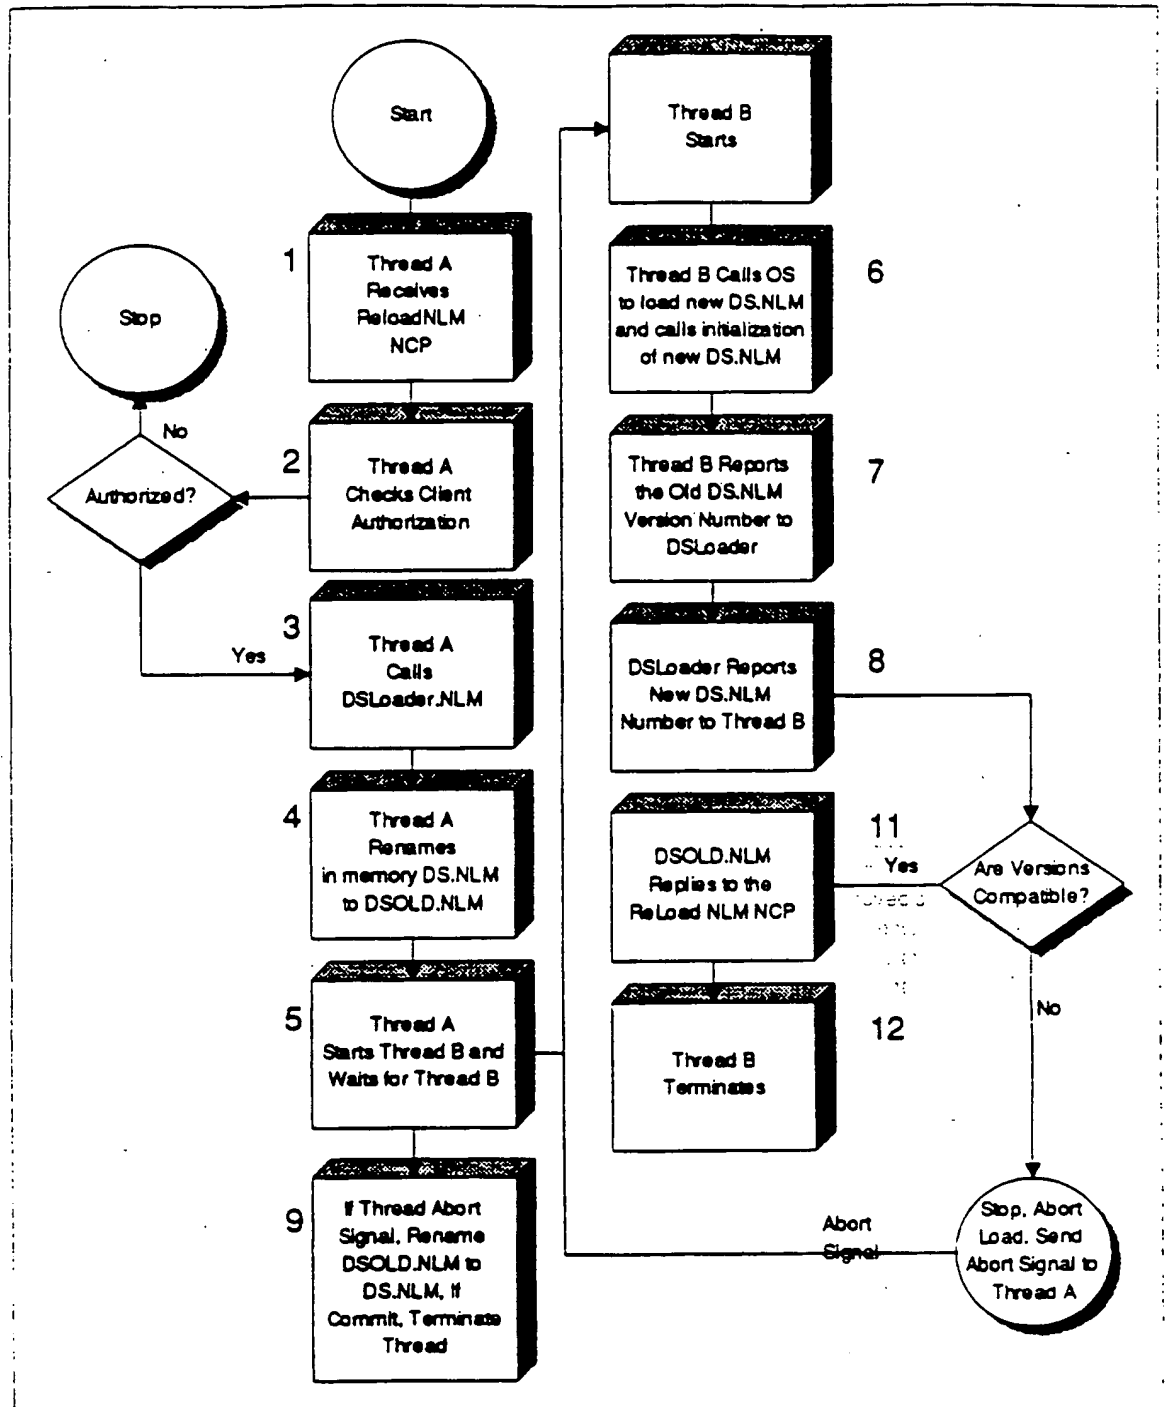 Start
1
Thread A
Receives
ReloadNLM
NCP
Stop
No
2
Thread A
Checks Client
Authorization
Authorized?
3
Thread A
Calls
DSLoader.NLM
Yes
4
Thread A
Renames
in memory DS.NLM
to DSOLD.NLM
5
Thread A
Starts Thread B and
Waits for Thread B
9
If Thread Abort
Signal, Rename
DSOLD.NLM to
DS.NLM, If
Commit, Terminate
Thread
Thread B
Starts
6
Thread B Calls OS
to load new DS.NLM
and calls initialization
of new DS.NLM
7
Thread B Reports
the Old DS.NLM
Version Number to
DSLoader
8
DSLoader Reports
New DS.NLM
Number to Thread B
11
Yes
Are Versions
Compatible?
DSOLD.NLM
Replies to the
ReLoad NLM NCP
12
Thread B
Terminates
No
Stop, Abort
Load. Send
Abort Signal to
Thread A
Abort
Signal